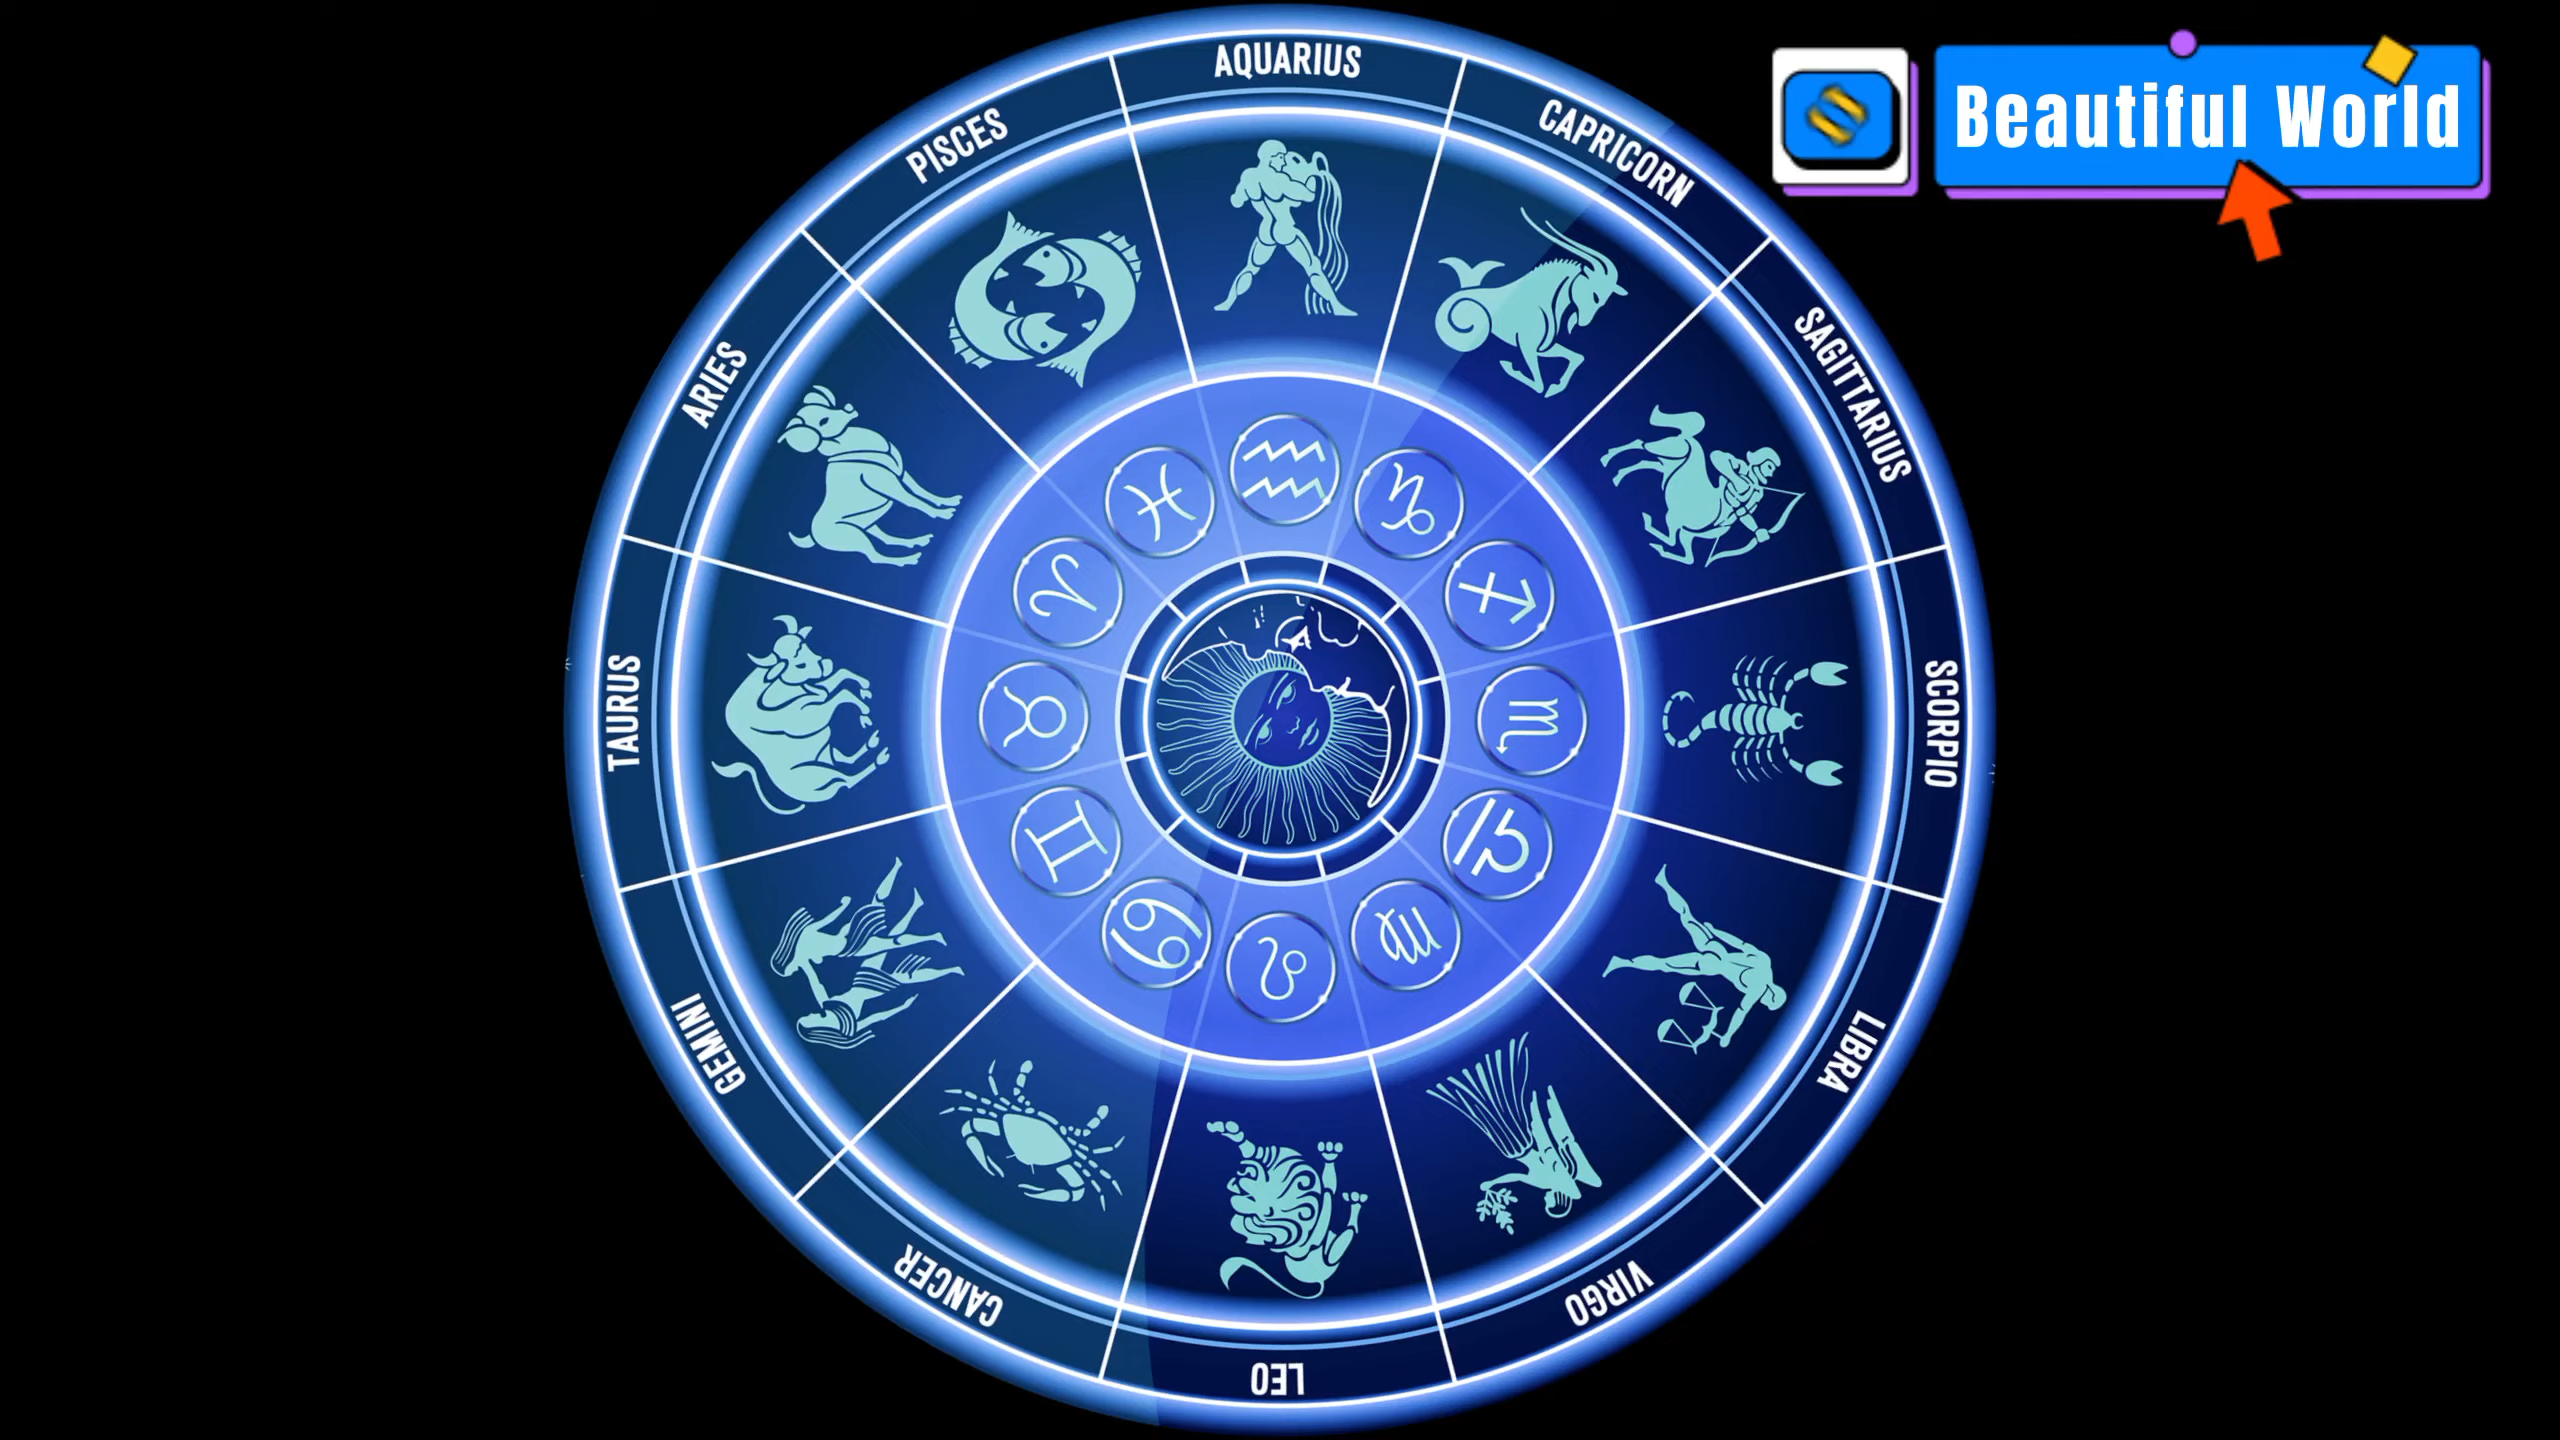 AQUARIUS
CAPRICORN
SAGITTARIUS
SCORPIO
LIBRA
VIRGO
LEO
CANCER
GEMINI
TAURUS
ARIES
PISCES
Beautiful World